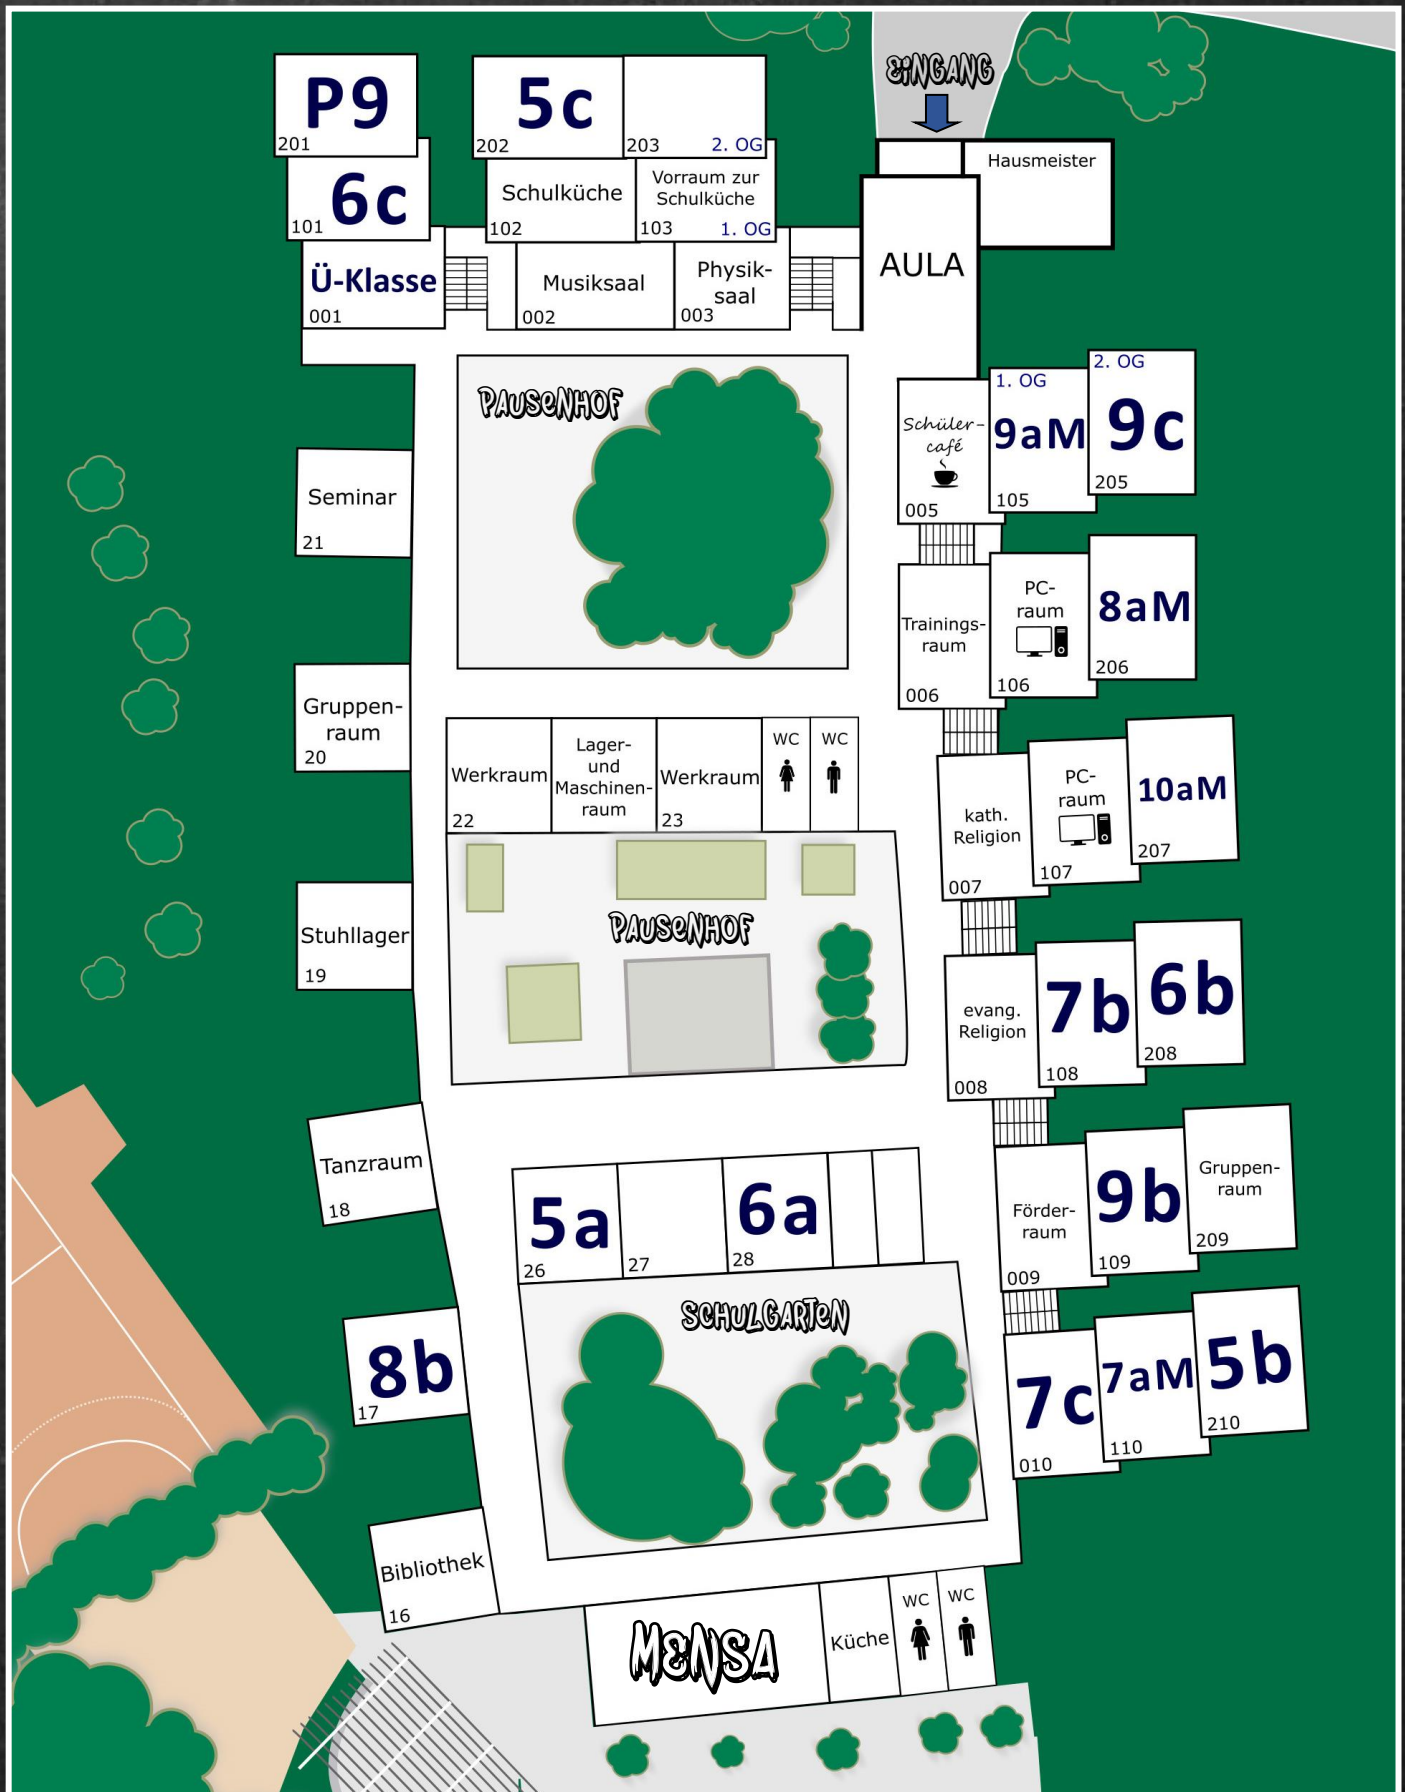 EiNGANG
P9
201
5c
202
203
2. OG
Hausmeister
6c
101
Schulküche
102
Vorraum zur
Schulküche
103
1. OG
Ü-Klasse
001
Musiksaal
002
Physik-
saal
003
AULA
PAUSeNHOF
Schüler-
café
005
1. OG
9aM
105
2. OG
9c
205
Seminar
21
Trainings-
raum
006
PC-
raum
106
8aM
206
Gruppen-
raum
20
Werkraum
22
Lager-
und
Maschinen-
raum
Werkraum
23
WC
WC
kath.
Religion
007
PC-
raum
107
10aM
207
Stuhllager
19
PAUSeNHOF
evang.
Religion
008
7b
108
6b
208
Tanzraum
18
5a
26
27
6a
28
Förder-
raum
009
9b
109
Gruppen-
raum
209
8b
17
SCHULGARTeN
7c
010
7aM
110
5b
210
Bibliothek
16
MeNSA
Küche
WC
WC